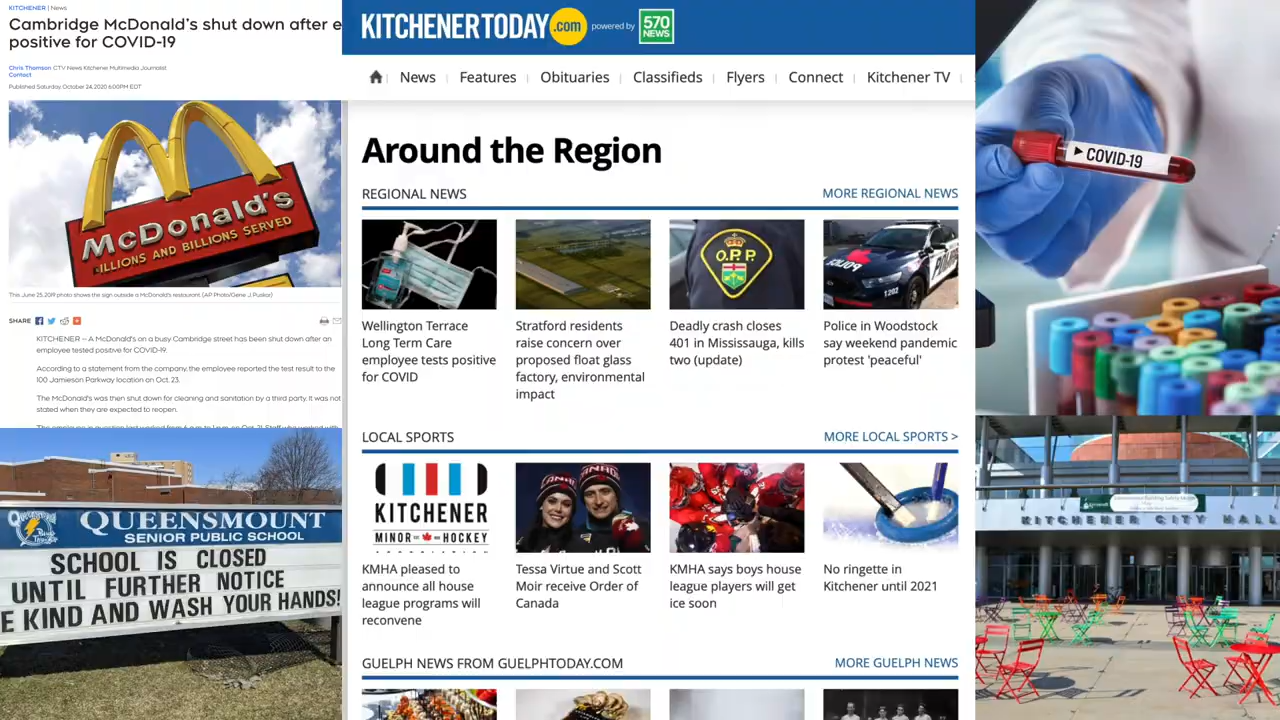 KITCHENER | News
Cambridge McDonald's shut down after e
positive for COVID-19
Chris Thomson CTV News Kitchener Multimedia Journalist
Contact
Published Saturday, October 24, 2020 6:00PM EDT
McDonald's
BILLIONS AND BILLIONS SERVED
This June 25, 2019 photo shows the sign outside a McDonald's restaurant. (AP Photo/Gene J. Puskar)
SHARE
KITCHENER – A McDonald's on a busy Cambridge street has been shut down after an
employee tested positive for COVID-19.
According to a statement from the company, the employee reported the test result to the
100 Jamieson Parkway location on Oct. 23.
The McDonald's was then shut down for cleaning and sanitation by a third party. It was not
stated when they are expected to reopen.
QUEENSMOUNT
SENIOR PUBLIC SCHOOL
SCHOOL IS CLOSED
UNTIL FURTHER NOTICE
E KIND AND WASH YOUR HANDS!
KITCHENERTODAY .com powered by 570 NEWS
News Features Obituaries Classifieds Flyers Connect Kitchener TV
Around the Region
REGIONAL NEWS MORE REGIONAL NEWS
O.P.P.
POLICE
1202
Wellington Terrace
Long Term Care
employee tests positive
for COVID
Stratford residents
raise concern over
proposed float glass
factory, environmental
impact
Deadly crash closes
401 in Mississauga, kills
two (update)
Police in Woodstock
say weekend pandemic
protest 'peaceful'
LOCAL SPORTS MORE LOCAL SPORTS >
KITCHENER
MINOR HOCKEY
KMHA pleased to
announce all house
league programs will
reconvene
Tessa Virtue and Scott
Moir receive Order of
Canada
KMHA says boys house
league players will get
ice soon
No ringette in
Kitchener until 2021
GUELPH NEWS FROM GUELPHTODAY.COM MORE GUELPH NEWS
COVID-19
KITCHENER CITY HALL